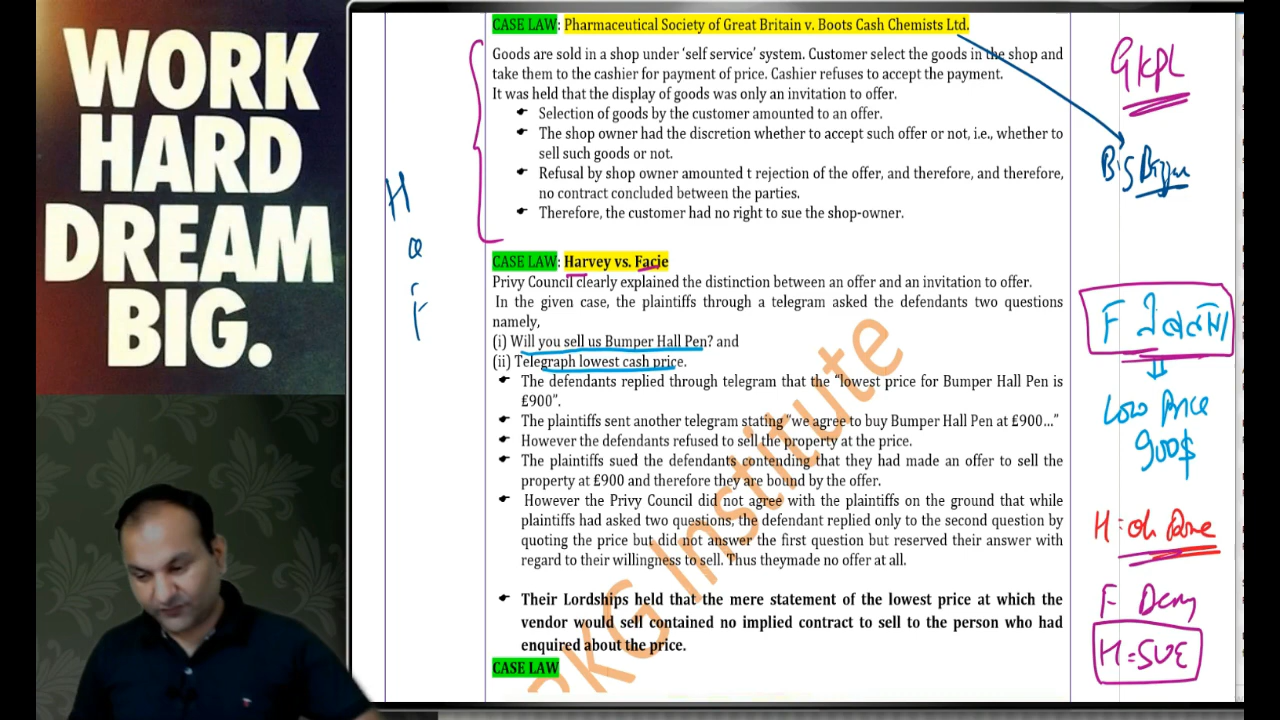 WORK
HARD
DREAM
BIG.
CASE LAW: Pharmaceutical Society of Great Britain v. Boots Cash Chemists Ltd.
Goods are sold in a shop under ‘self service’ system. Customer select the goods in the shop and
take them to the cashier for payment of price. Cashier refuses to accept the payment.
It was held that the display of goods was only an invitation to offer.
Selection of goods by the customer amounted to an offer.
The shop owner had the discretion whether to accept such offer or not, i.e., whether to
sell such goods or not.
Refusal by shop owner amounted t rejection of the offer, and therefore, and therefore,
no contract concluded between the parties.
Therefore, the customer had no right to sue the shop-owner.
CASE LAW: Harvey vs. Facie
Privy Council clearly explained the distinction between an offer and an invitation to offer.
In the given case, the plaintiffs through a telegram asked the defendants two questions
namely,
(i) Will you sell us Bumper Hall Pen? and
(ii) Telegraph lowest cash price.
The defendants replied through telegram that the “lowest price for Bumper Hall Pen is
£900”.
The plaintiffs sent another telegram stating “we agree to buy Bumper Hall Pen at £900...”
However the defendants refused to sell the property at the price.
The plaintiffs sued the defendants contending that they had made an offer to sell the
property at £900 and therefore they are bound by the offer.
However the Privy Council did not agree with the plaintiffs on the ground that while
plaintiffs had asked two questions, the defendant replied only to the second question by
quoting the price but did not answer the first question but reserved their answer with
regard to their willingness to sell. Thus theymade no offer at all.
Their Lordships held that the mere statement of the lowest price at which the
vendor would sell contained no implied contract to sell to the person who had
enquired about the price.
CASE LAW
PKG Institute
GKPL
Big
F
Low Price
900$
H = Oh Done
F Deny
H = SUE